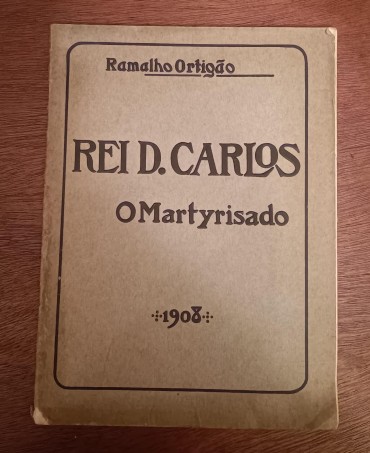 Ramalho Ortigão
REI D. CARLOS
O Martyrisado
1908